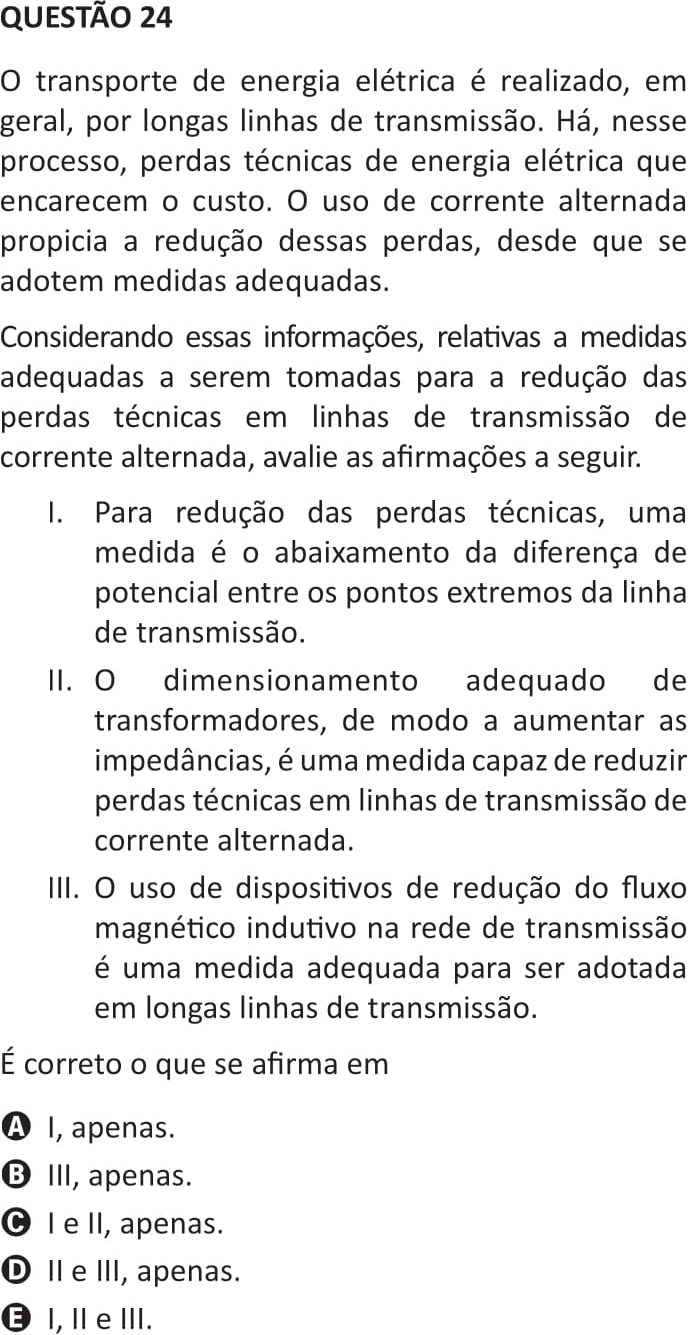 QUESTÃO 24
O transporte de energia elétrica é realizado, em
geral, por longas linhas de transmissão. Há, nesse
processo, perdas técnicas de energia elétrica que
encarecem o custo. O uso de corrente alternada
propicia a redução dessas perdas, desde que se
adotem medidas adequadas.
Considerando essas informações, relativas a medidas
adequadas a serem tomadas para a redução das
perdas técnicas em linhas de transmissão de
corrente alternada, avalie as afirmações a seguir.
I. Para redução das perdas técnicas, uma
medida é o abaixamento da diferença de
potencial entre os pontos extremos da linha
de transmissão.
II. O dimensionamento adequado de
transformadores, de modo a aumentar as
impedâncias, é uma medida capaz de reduzir
perdas técnicas em linhas de transmissão de
corrente alternada.
III. O uso de dispositivos de redução do fluxo
magnético indutivo na rede de transmissão
é uma medida adequada para ser adotada
em longas linhas de transmissão.
É correto o que se afirma em
A I, apenas.
B III, apenas.
C I e II, apenas.
D II e III, apenas.
E I, II e III.